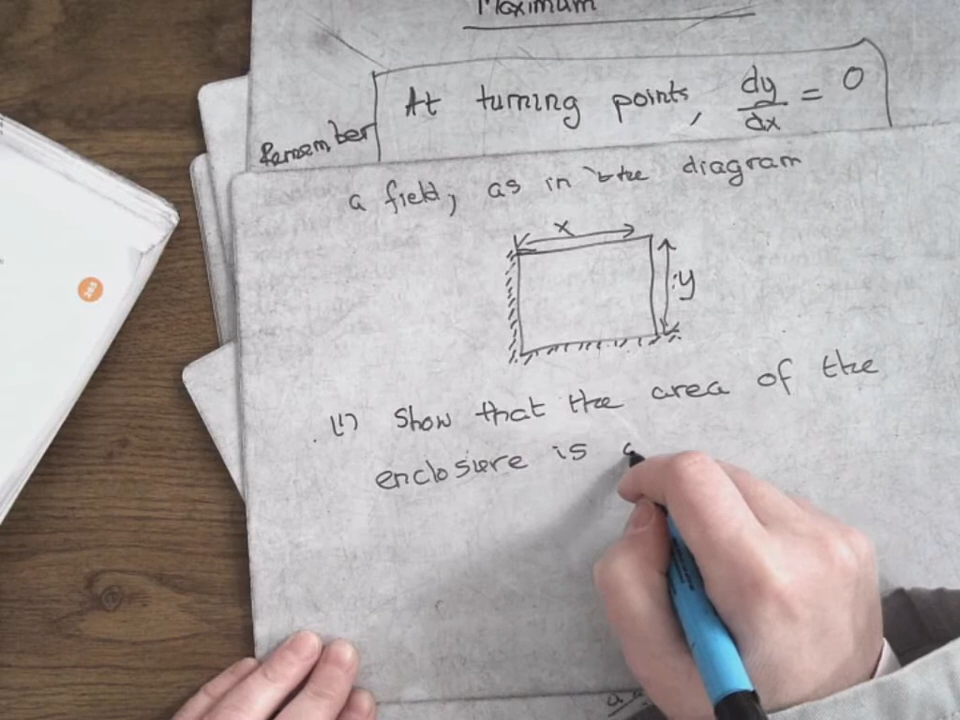 Maximum
Remember
At turning points, dy/dx = 0
a field, as in the diagram
x
y
(i) Show that the area of the
enclosure is